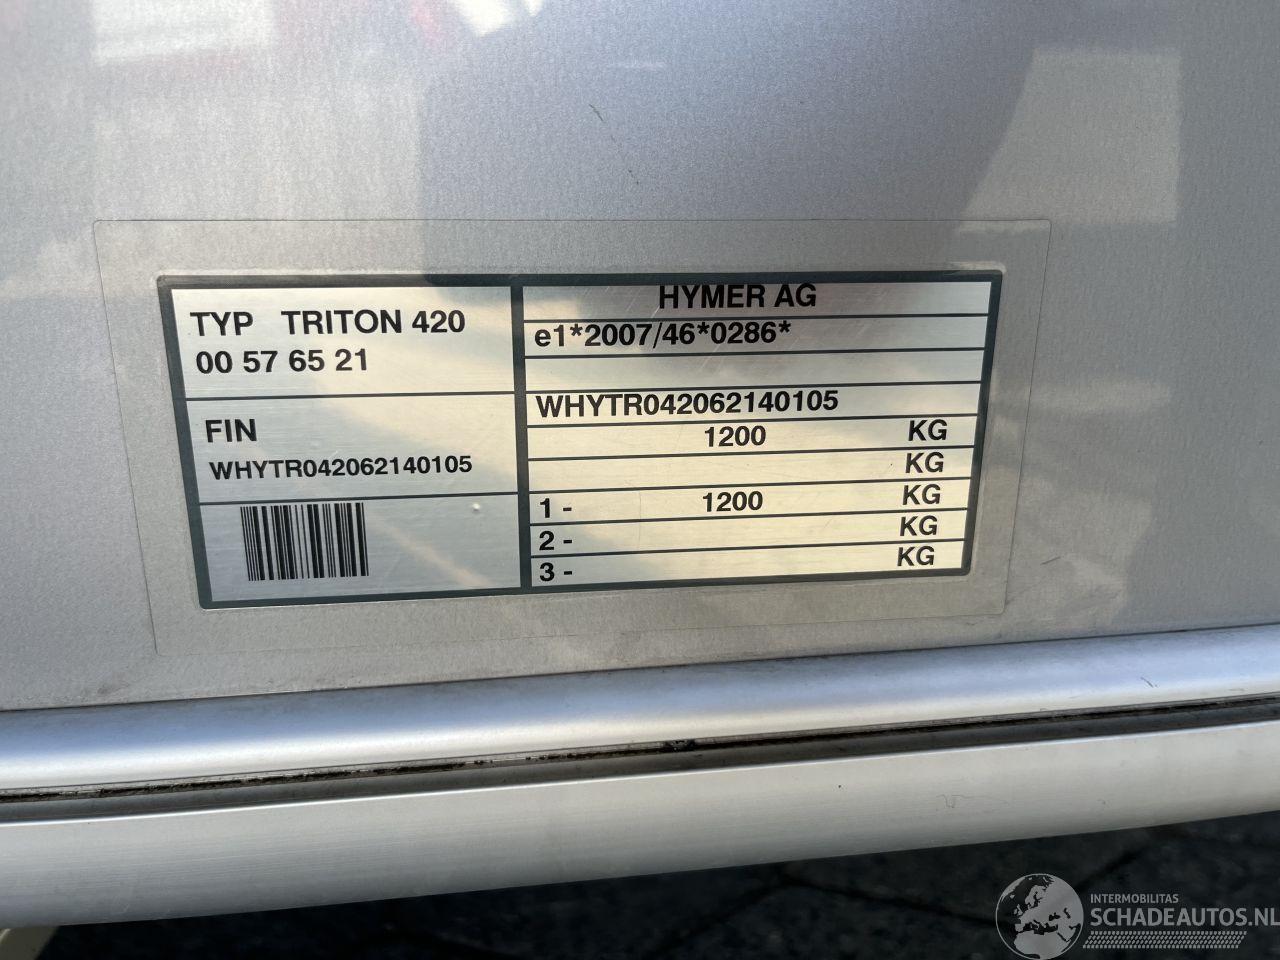 TYP TRITON 420
00 57 65 21
FIN
WHYTR042062140105
HYMER AG
e1*2007/46*0286*
WHYTR042062140105
1200 KG
KG
1 - 1200 KG
2 - KG
3 - KG
INTERMOBILITAS
SCHADEAUTOS.NL